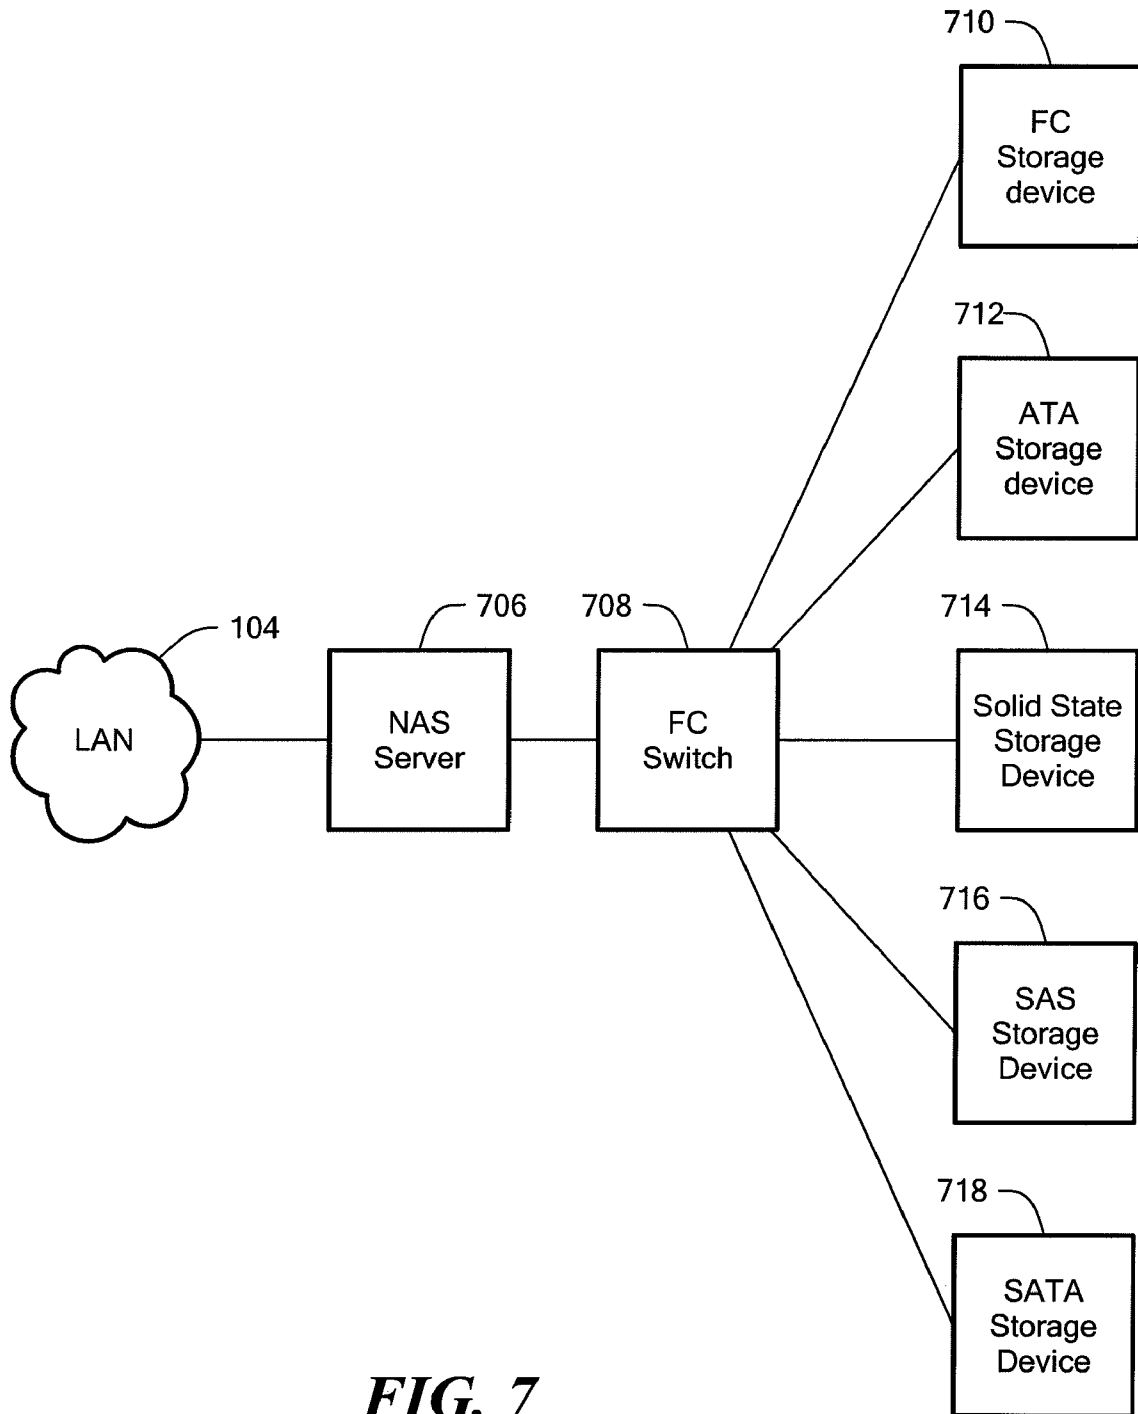 710
FC
Storage
device
712
ATA
Storage
device
104
LAN
706
NAS
Server
708
FC
Switch
714
Solid State
Storage
Device
716
SAS
Storage
Device
718
SATA
Storage
Device
FIG. 7